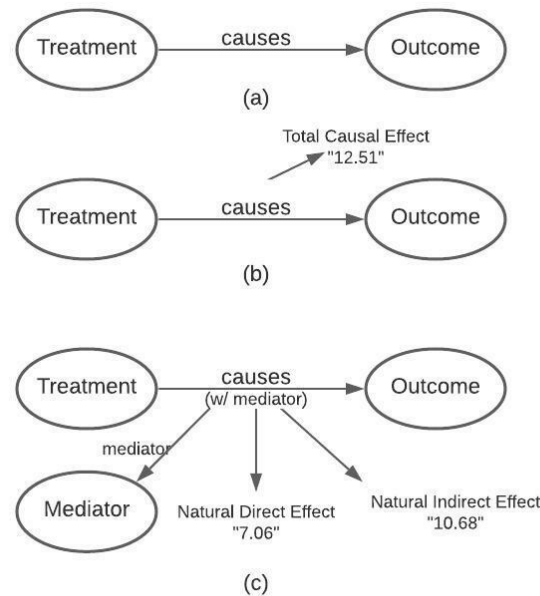 Treatment causes Outcome
(a)
Total Causal Effect
"12.51"
Treatment causes Outcome
(b)
Treatment causes Outcome
(w/ mediator)
mediator
Mediator
Natural Direct Effect
"7.06"
Natural Indirect Effect
"10.68"
(c)